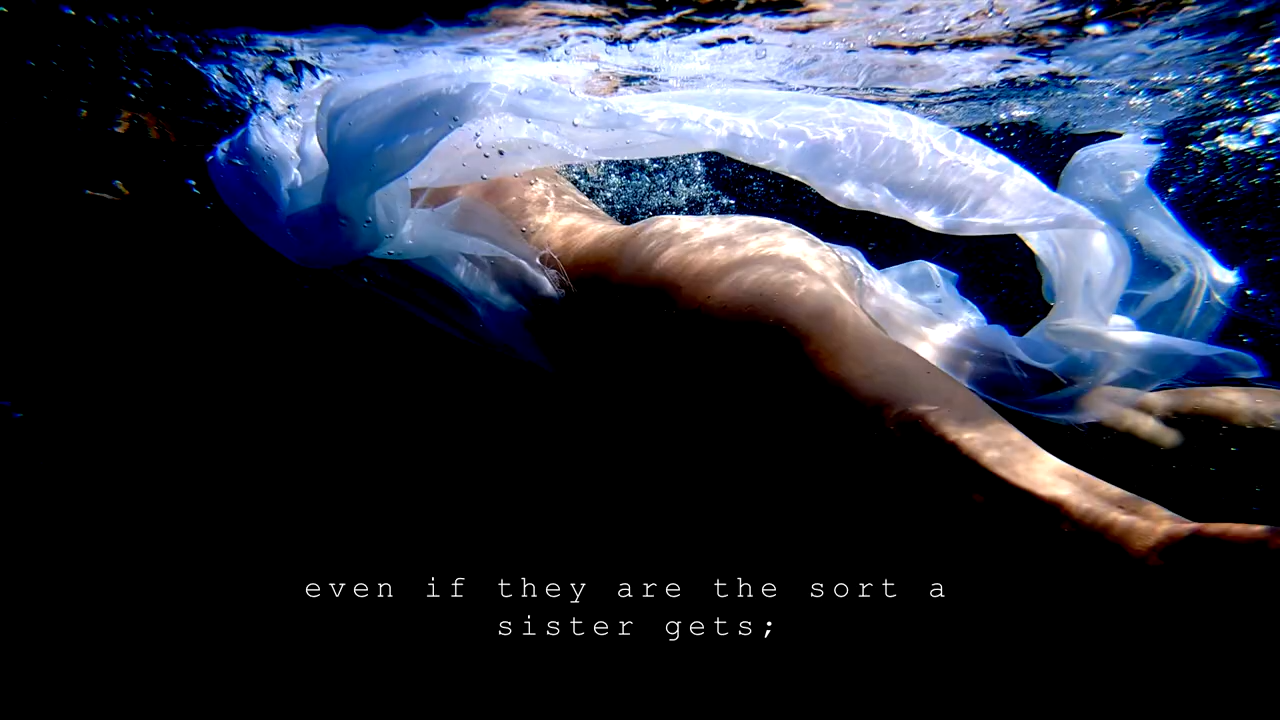 even if they are the sort a
sister gets;